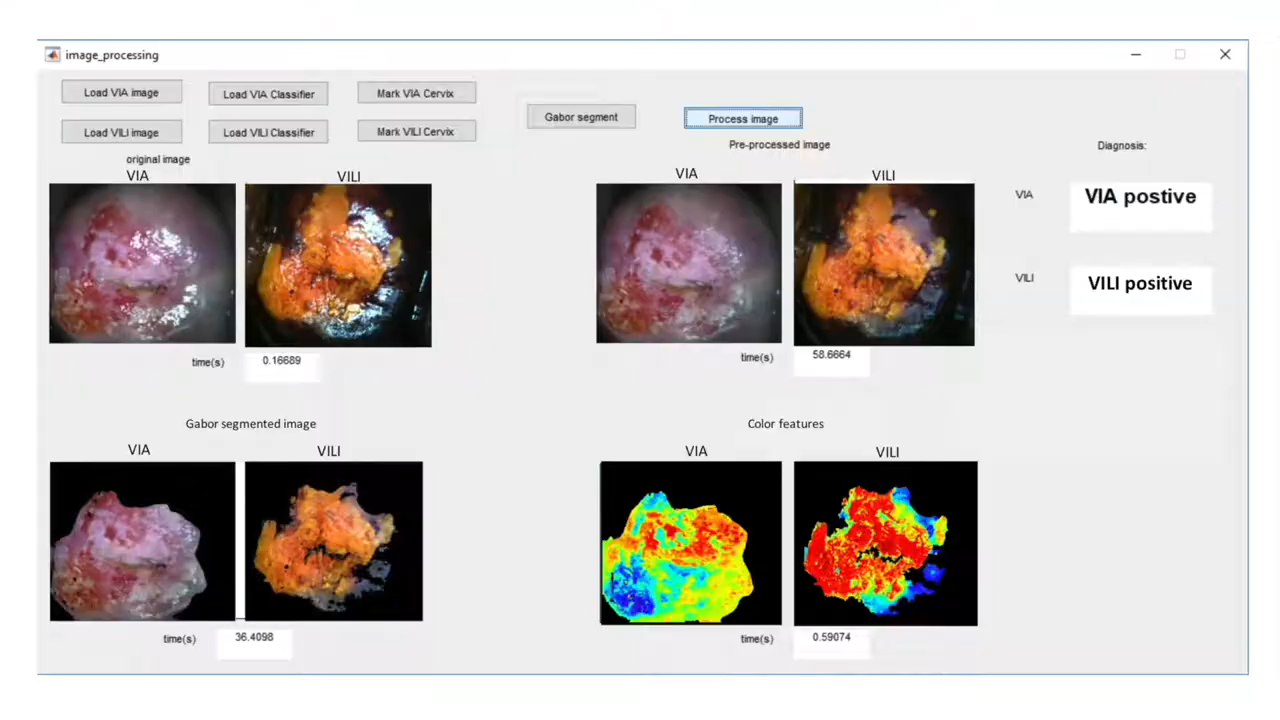 image_processing
Load VIA image
Load VIA Classifier
Mark VIA Cervix
Gabor segment
Process image
Load VILI image
Load VILI Classifier
Mark VILI Cervix
original image
VIA
VILI
time(s)
0.16689
Pre-processed image
VIA
VILI
time(s)
58.6664
Diagnosis:
VIA
VIA postive
VILI
VILI positive
Gabor segmented image
VIA
VILI
time(s)
36.4098
Color features
VIA
VILI
time(s)
0.59074